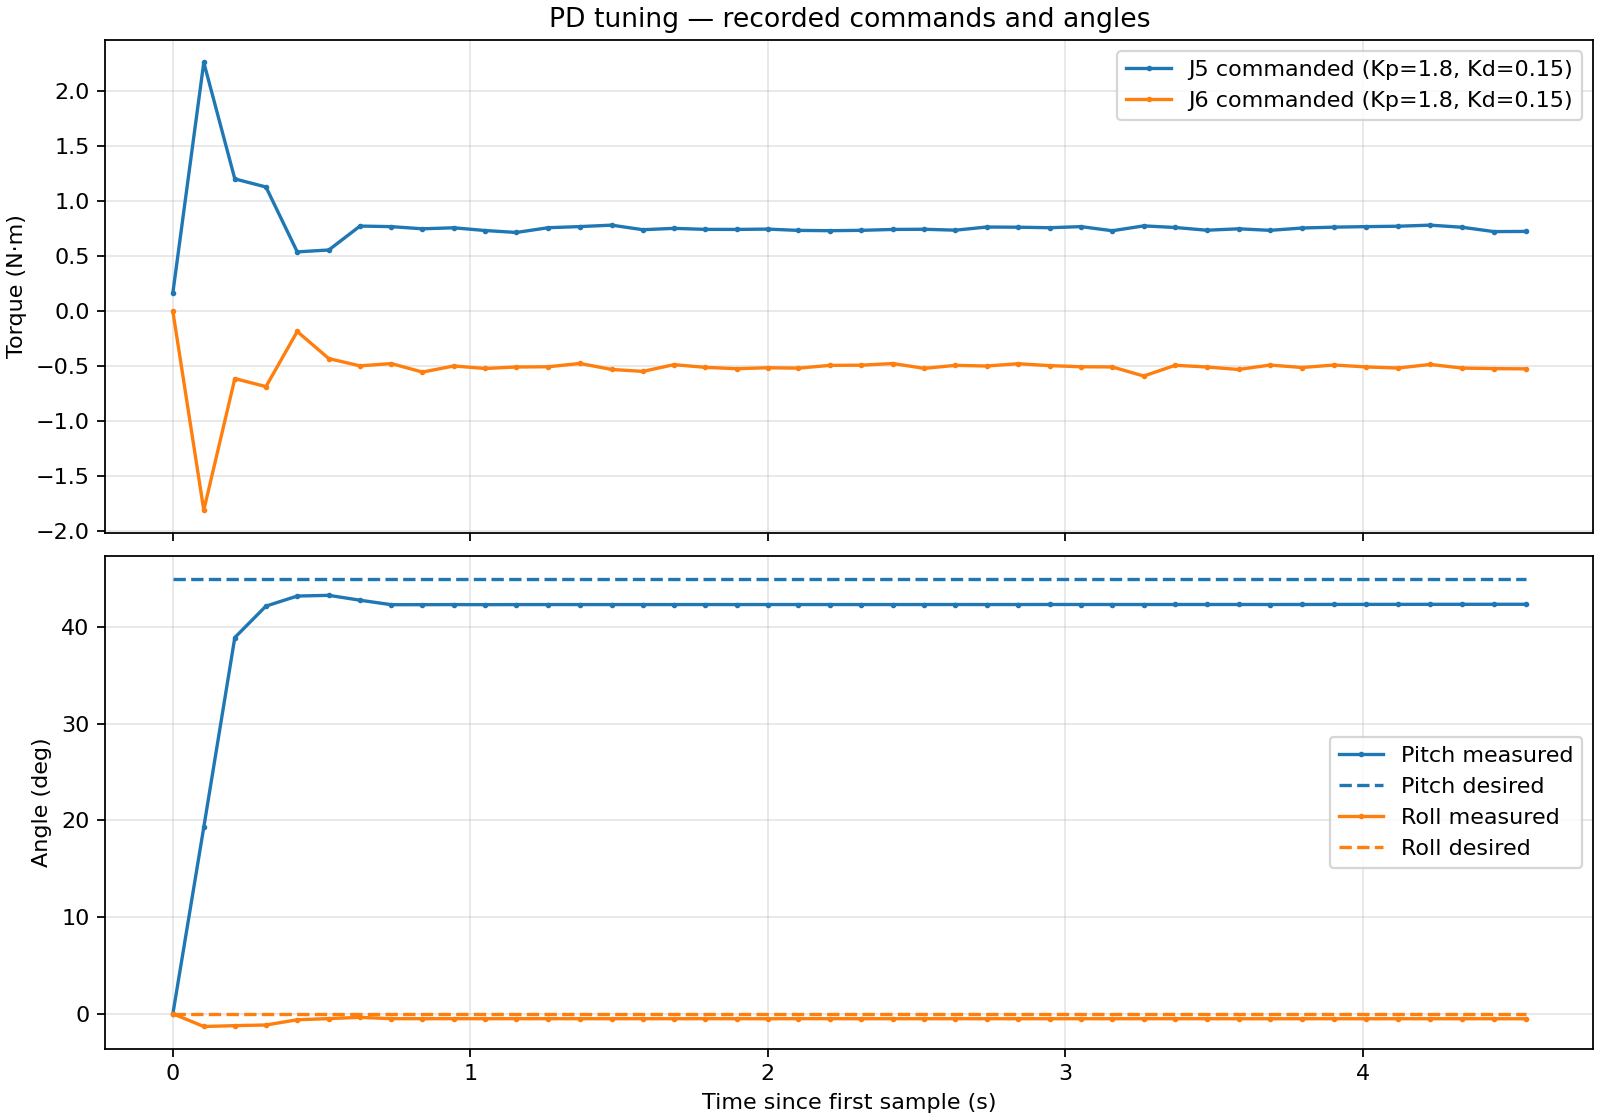 PD tuning — recorded commands and angles
J5 commanded (Kp=1.8, Kd=0.15)
J6 commanded (Kp=1.8, Kd=0.15)
Torque (N·m)
2.0
1.5
1.0
0.5
0.0
−0.5
−1.0
−1.5
−2.0
Pitch measured
Pitch desired
Roll measured
Roll desired
Angle (deg)
40
30
20
10
0
0 1 2 3 4
Time since first sample (s)